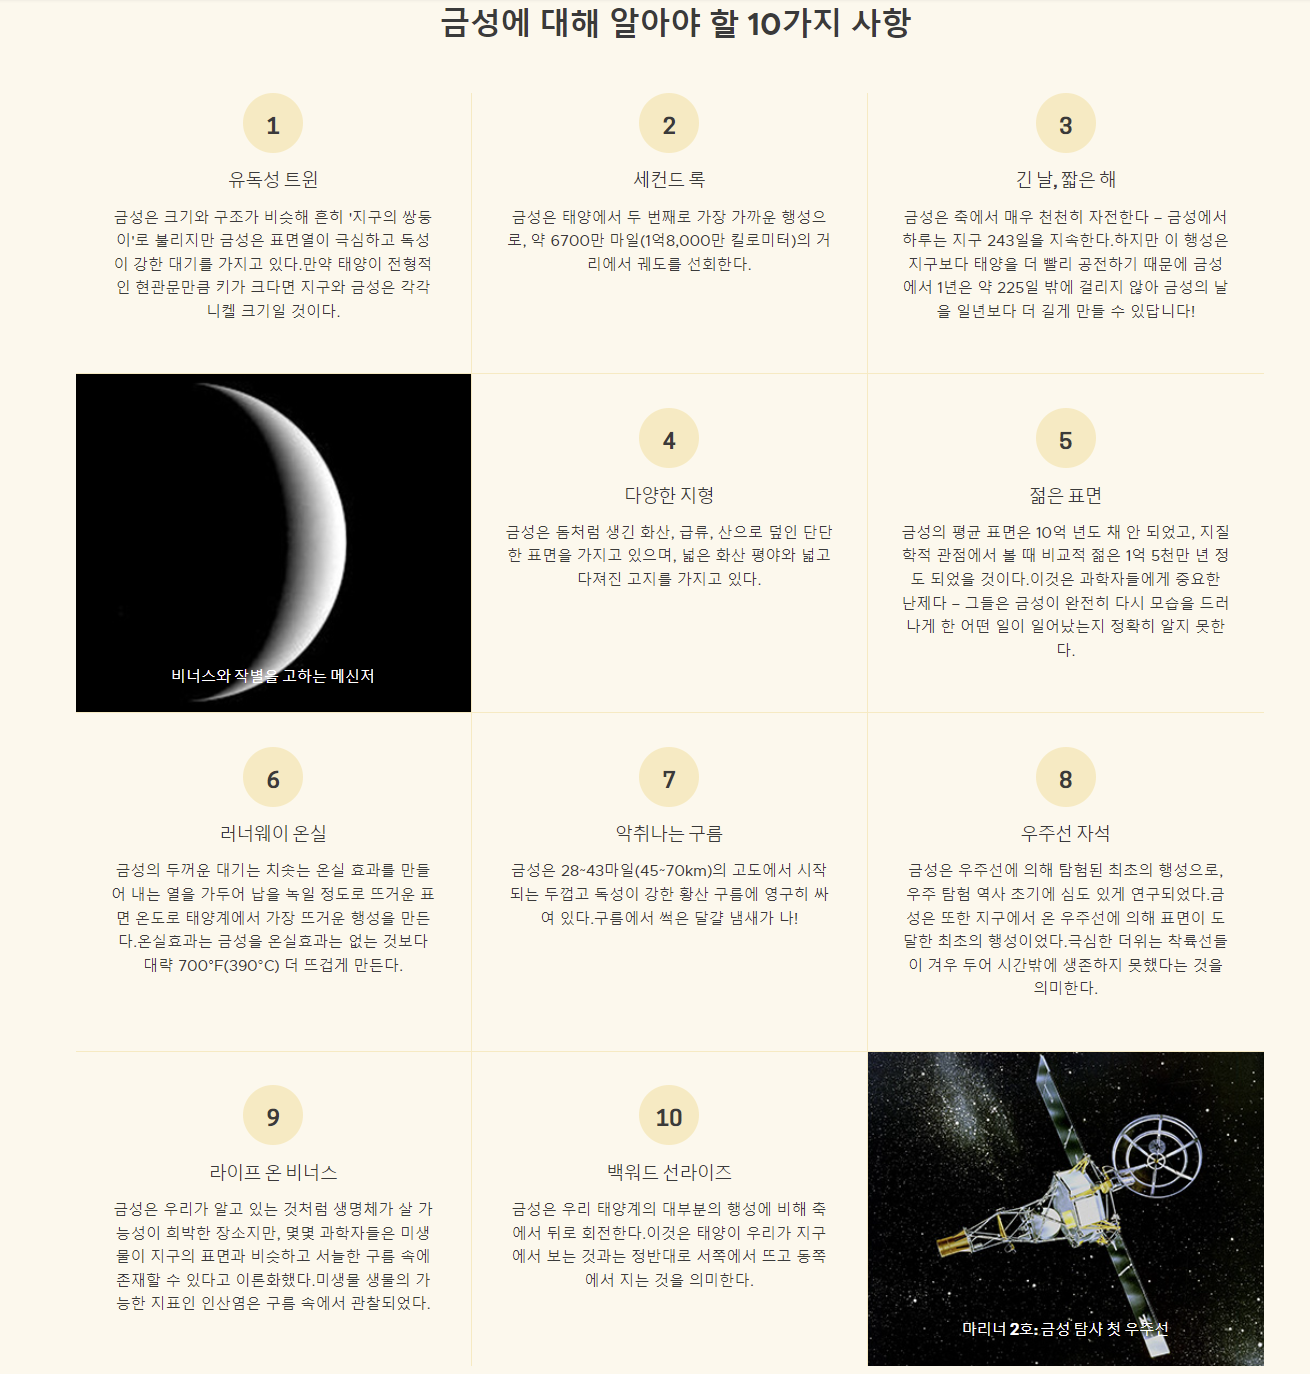 금성에 대해 알아야 할 10가지 사항
1
유독성 트윈
금성은 크기와 구조가 비슷해 흔히 '지구의 쌍둥
이'로 불리지만 금성은 표면열이 극심하고 독성
이 강한 대기를 가지고 있다.만약 태양이 전형적
인 현관문만큼 키가 크다면 지구와 금성은 각각
니켈 크기일 것이다.
2
세컨드 록
금성은 태양에서 두 번째로 가장 가까운 행성으
로, 약 6700만 마일(1억8,000만 킬로미터)의 거
리에서 궤도를 선회한다.
3
긴 날, 짧은 해
금성은 축에서 매우 천천히 자전한다 – 금성에서
하루는 지구 243일을 지속한다.하지만 이 행성은
지구보다 태양을 더 빨리 공전하기 때문에 금성
에서 1년은 약 225일 밖에 걸리지 않아 금성의 날
을 일년보다 더 길게 만들 수 있답니다!
비너스와 작별을 고하는 메신저
4
다양한 지형
금성은 돔처럼 생긴 화산, 급류, 산으로 덮인 단단
한 표면을 가지고 있으며, 넓은 화산 평야와 넓고
다져진 고지를 가지고 있다.
5
젊은 표면
금성의 평균 표면은 10억 년도 채 안 되었고, 지질
학적 관점에서 볼 때 비교적 젊은 1억 5천만 년 정
도 되었을 것이다.이것은 과학자들에게 중요한
난제다 – 그들은 금성이 완전히 다시 모습을 드러
나게 한 어떤 일이 일어났는지 정확히 알지 못한
다.
6
러너웨이 온실
금성의 두꺼운 대기는 치솟는 온실 효과를 만들
어 내는 열을 가두어 납을 녹일 정도로 뜨거운 표
면 온도로 태양계에서 가장 뜨거운 행성을 만든
다.온실효과는 금성을 온실효과는 없는 것보다
대략 700°F(390°C) 더 뜨겁게 만든다.
7
악취나는 구름
금성은 28~43마일(45~70km)의 고도에서 시작
되는 두껍고 독성이 강한 황산 구름에 영구히 싸
여 있다.구름에서 썩은 달걀 냄새가 나!
8
우주선 자석
금성은 우주선에 의해 탐험된 최초의 행성으로,
우주 탐험 역사 초기에 심도 있게 연구되었다.금
성은 또한 지구에서 온 우주선에 의해 표면이 도
달한 최초의 행성이었다.극심한 더위는 착륙선들
이 겨우 두어 시간밖에 생존하지 못했다는 것을
의미한다.
9
라이프 온 비너스
금성은 우리가 알고 있는 것처럼 생명체가 살 가
능성이 희박한 장소지만, 몇몇 과학자들은 미생
물이 지구의 표면과 비슷하고 서늘한 구름 속에
존재할 수 있다고 이론화했다.미생물 생물의 가
능한 지표인 인산염은 구름 속에서 관찰되었다.
10
백워드 선라이즈
금성은 우리 태양계의 대부분의 행성에 비해 축
에서 뒤로 회전한다.이것은 태양이 우리가 지구
에서 보는 것과는 정반대로 서쪽에서 뜨고 동쪽
에서 지는 것을 의미한다.
마리너 2호: 금성 탐사 첫 우주선